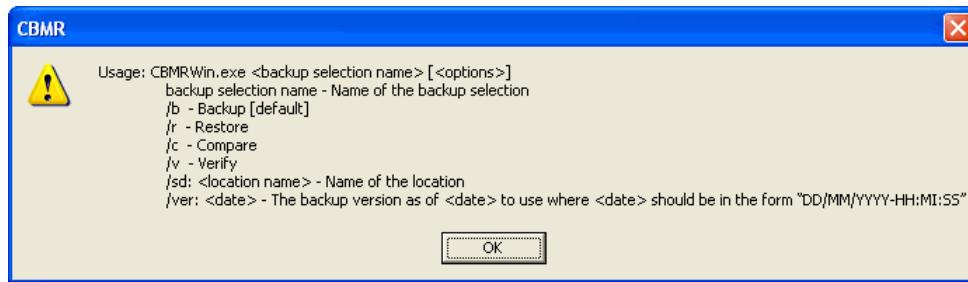 CBMR
Usage: CBMRWin.exe <backup selection name> [<options>]
backup selection name - Name of the backup selection
/b - Backup [default]
/r - Restore
/c - Compare
/v - Verify
/sd: <location name> - Name of the location
/ver: <date> - The backup version as of <date> to use where <date> should be in the form "DD/MM/YYYY-HH:MI:SS"
OK